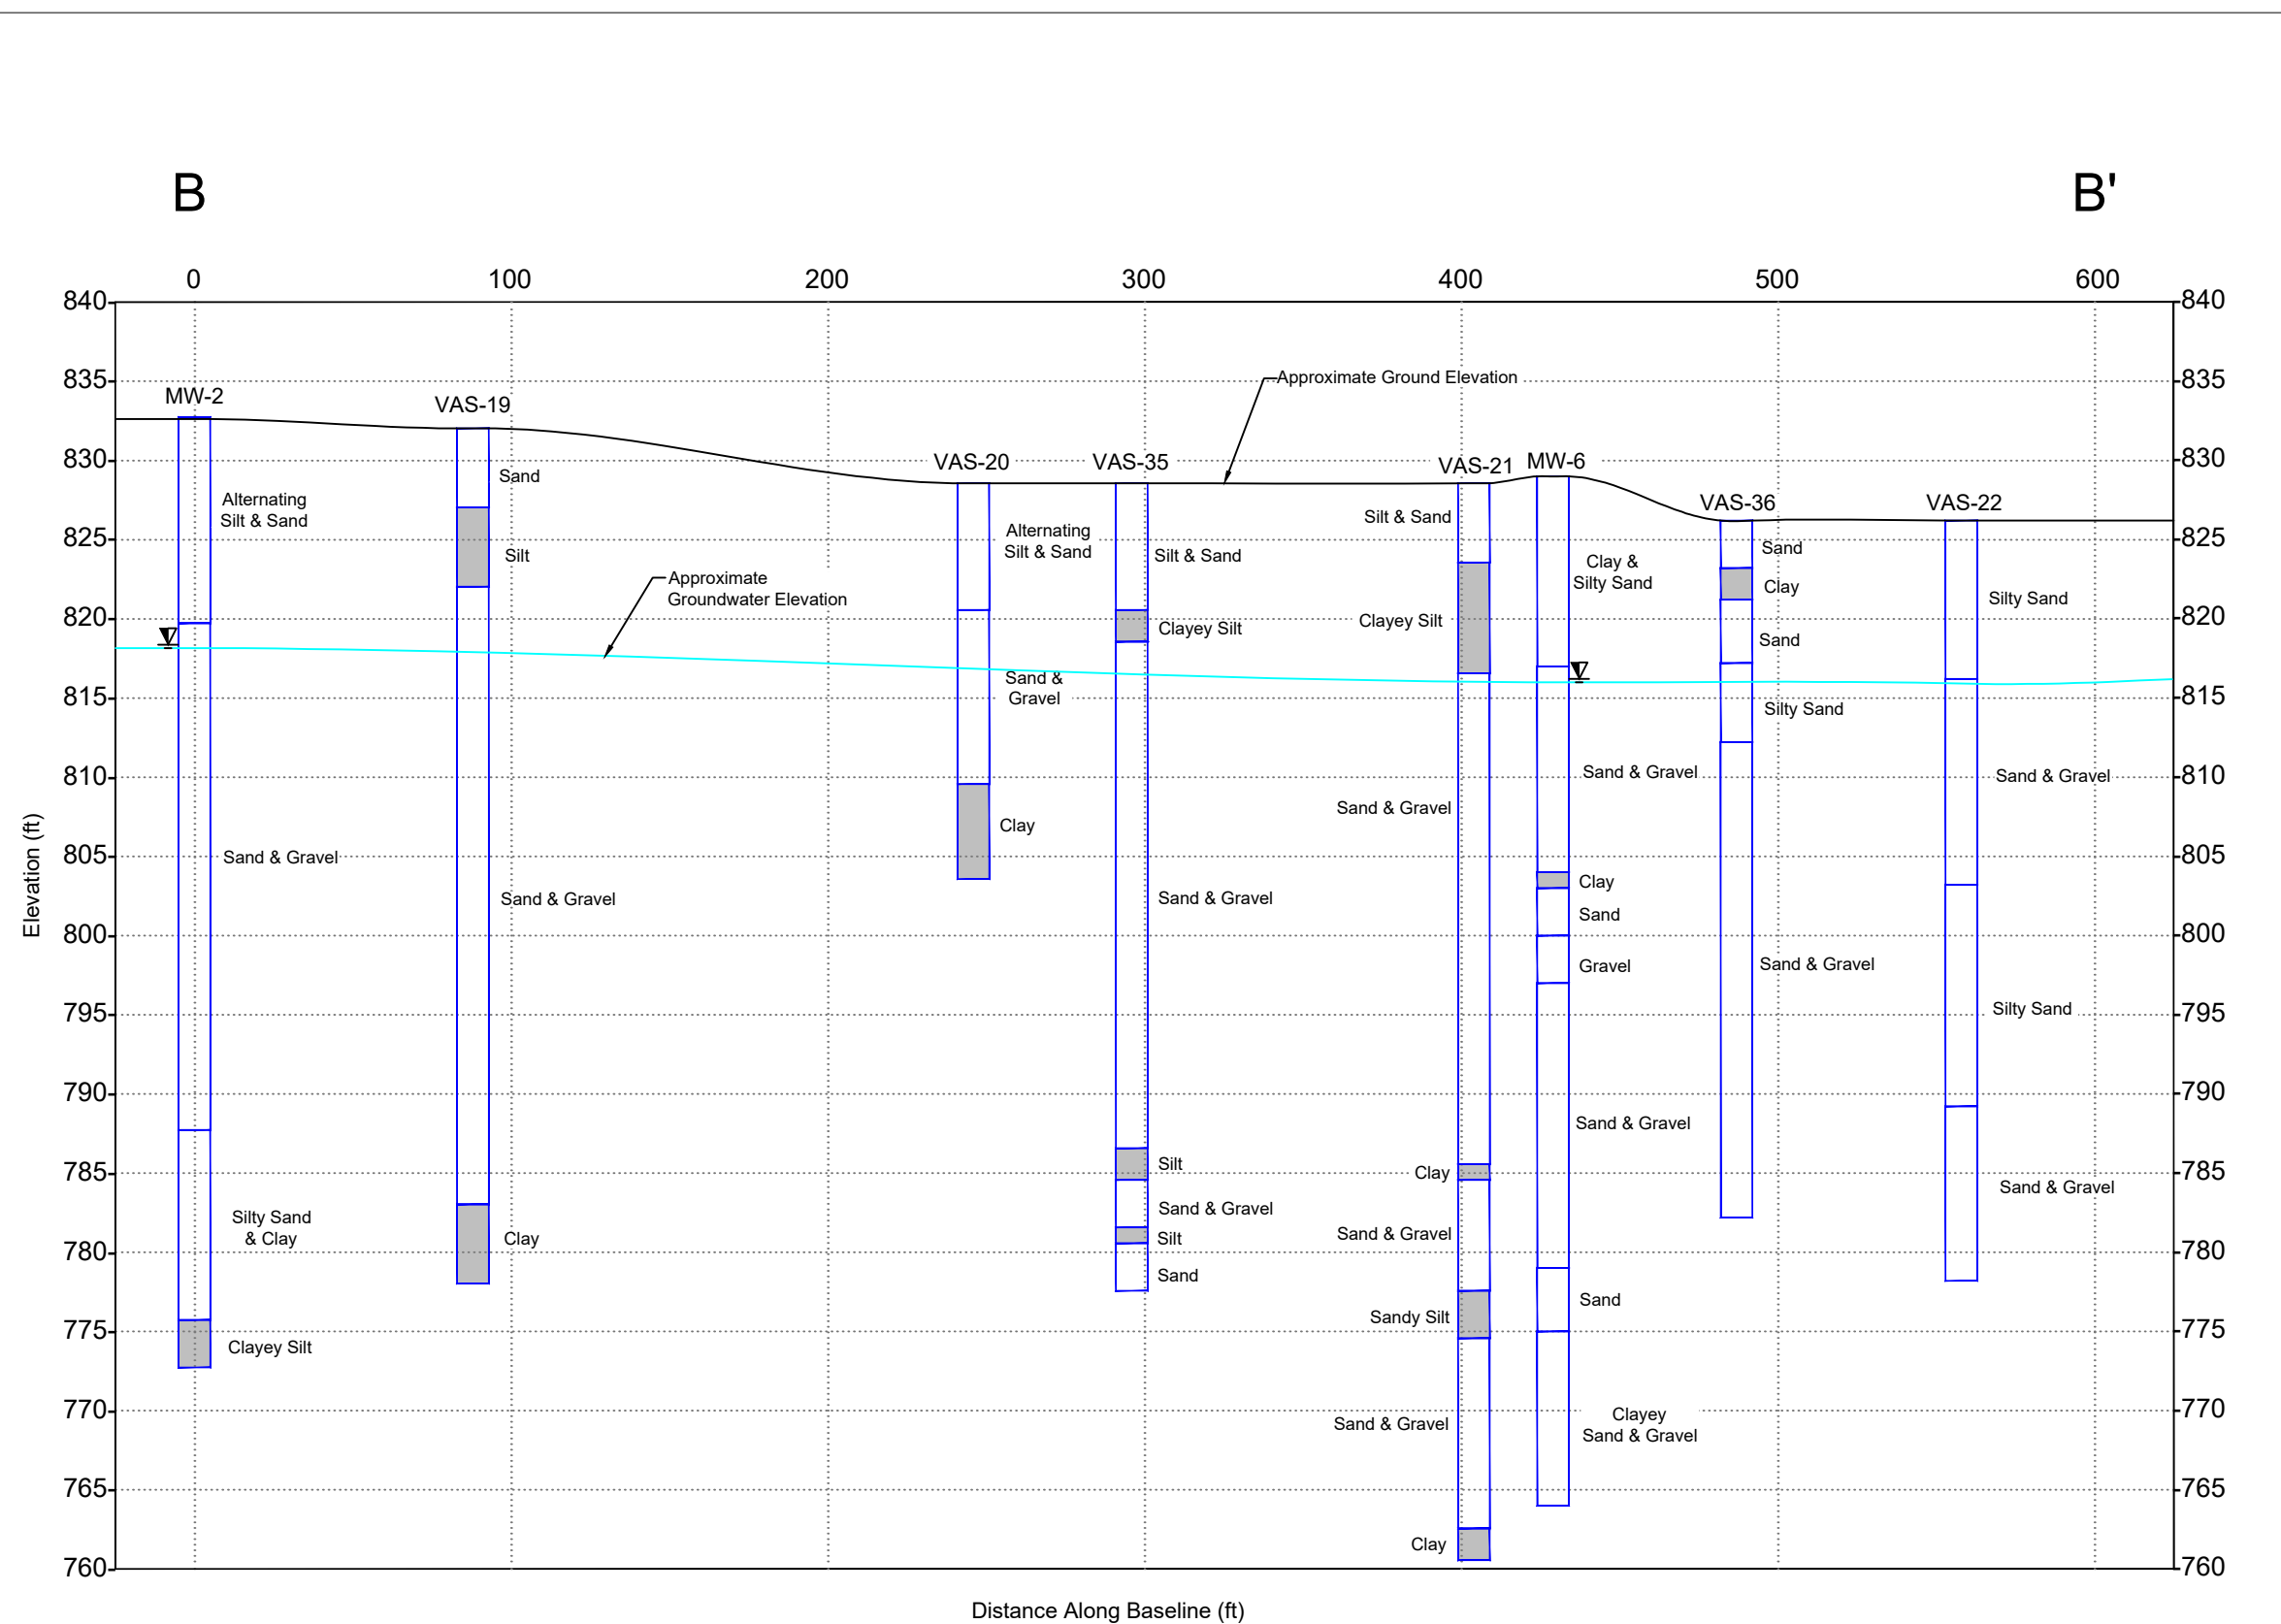 B
B'
0 100 200 300 400 500 600
840 840
835 835
830 830
825 825
820 820
815 815
810 810
805 805
800 800
795 795
790 790
785 785
780 780
775 775
770 770
765 765
760 760
Elevation (ft)
Distance Along Baseline (ft)
Approximate Ground Elevation
Approximate
Groundwater Elevation
MW-2
Alternating
Silt & Sand
Sand & Gravel
Silty Sand
& Clay
Clayey Silt
VAS-19
Sand
Silt
Sand & Gravel
Clay
VAS-20
Alternating
Silt & Sand
Sand &
Gravel
Clay
VAS-35
Silt & Sand
Clayey Silt
Sand & Gravel
Silt
Sand & Gravel
Silt
Sand
VAS-21
Silt & Sand
Clayey Silt
Sand & Gravel
Clay
Sand & Gravel
Sandy Silt
Sand & Gravel
Clay
MW-6
Clay &
Silty Sand
Sand & Gravel
Clay
Sand
Gravel
Sand & Gravel
Sand
Clayey
Sand & Gravel
VAS-36
Sand
Clay
Sand
Silty Sand
Sand & Gravel
VAS-22
Silty Sand
Sand & Gravel
Silty Sand
Sand & Gravel